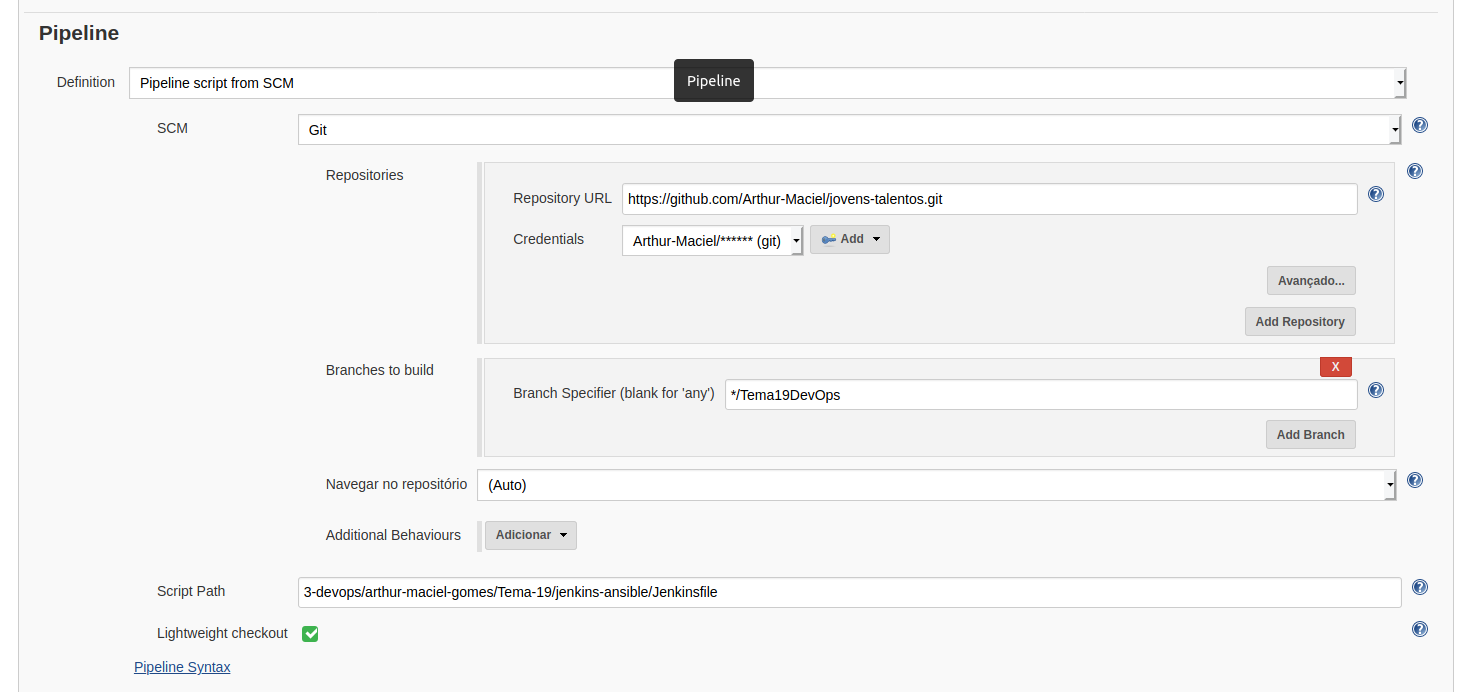 Pipeline
Definition
Pipeline script from SCM
Pipeline
SCM
Git
Repositories
Repository URL
https://github.com/Arthur-Maciel/jovens-talentos.git
Credentials
Arthur-Maciel/****** (git)
Add
Avançado...
Add Repository
Branches to build
X
Branch Specifier (blank for 'any')
*/Tema19DevOps
Add Branch
Navegar no repositório
(Auto)
Additional Behaviours
Adicionar
Script Path
3-devops/arthur-maciel-gomes/Tema-19/jenkins-ansible/Jenkinsfile
Lightweight checkout
Pipeline Syntax